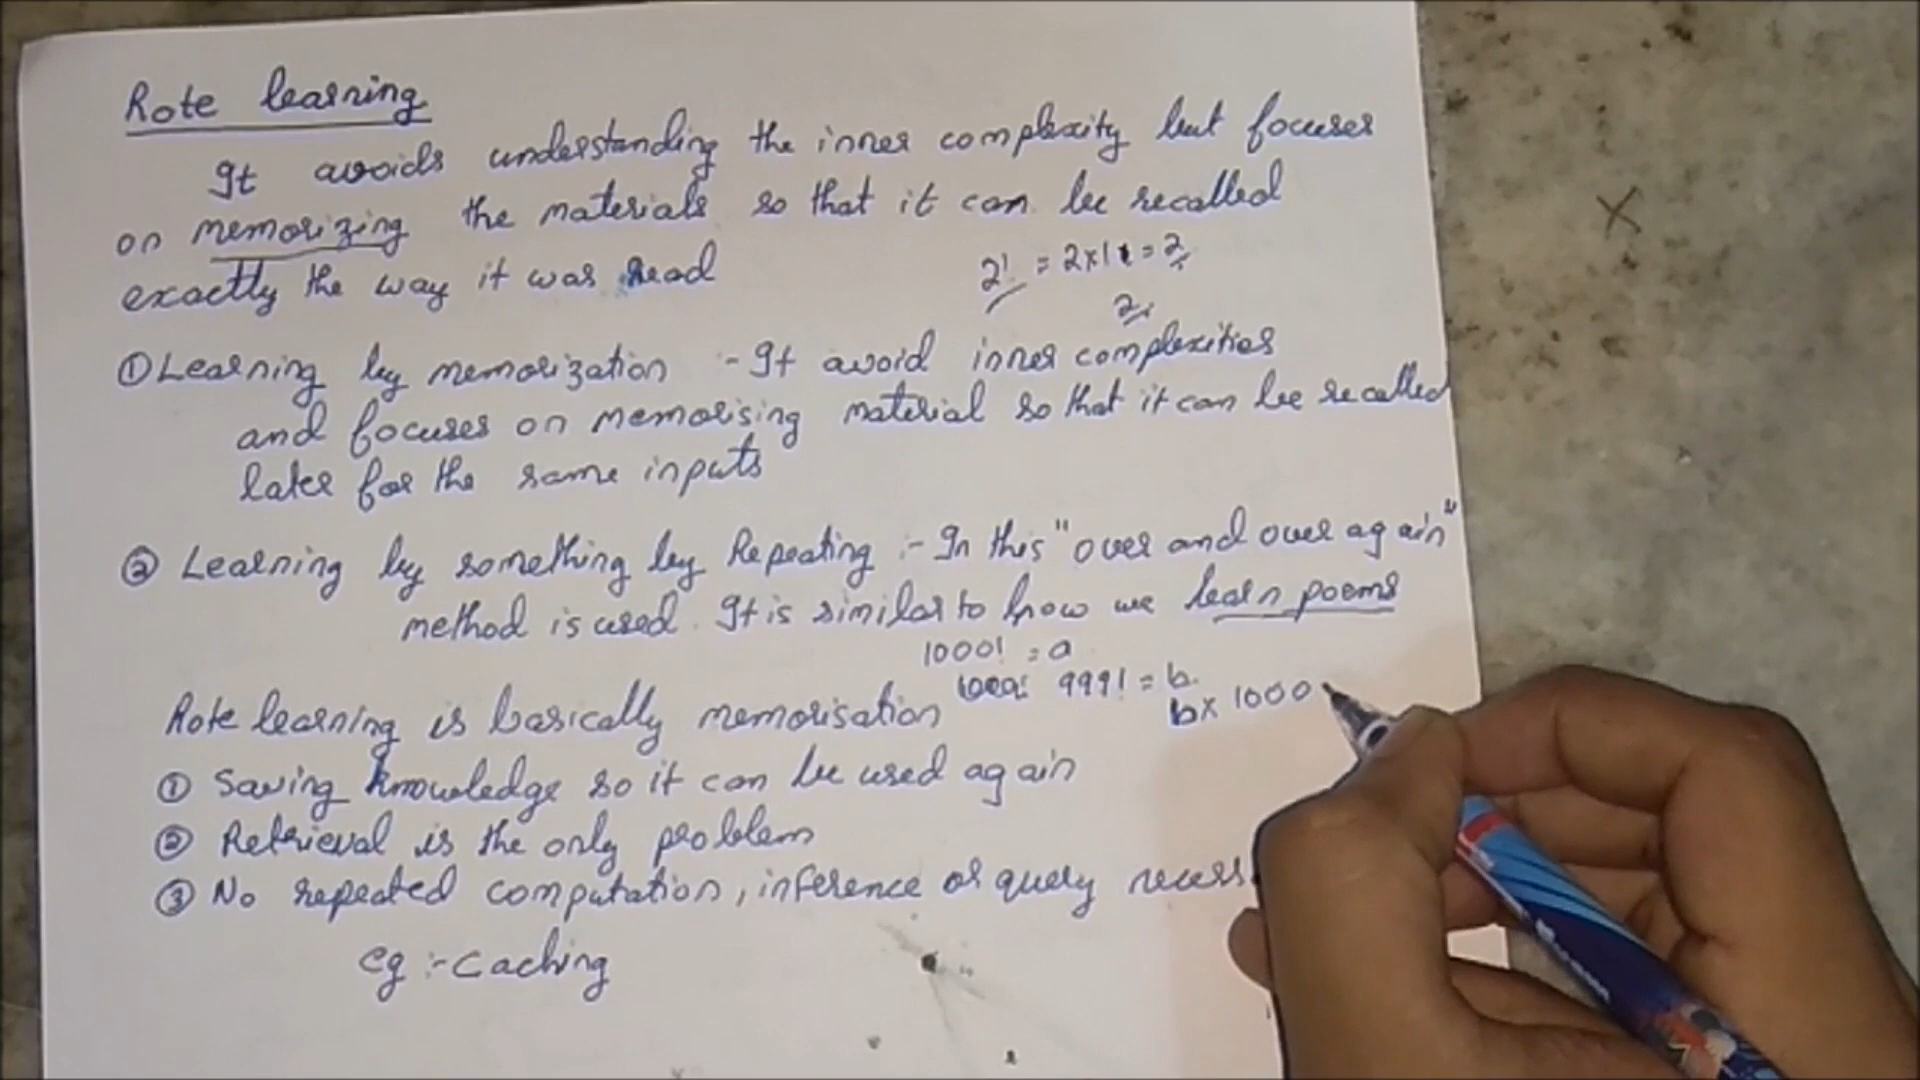 Rote learning
It avoids understanding the inner complexity but focuses
on memorizing the materials so that it can be recalled
exactly the way it was read
2! = 2x1 = 2
2
① Learning by memorization :- It avoid inner complexities
and focuses on memorising material so that it can be recalled
later for the same inputs
② Learning by something by Repeating :- In this "over and over again"
method is used. It is similar to how we learn poems
1000! = a
999! = b
b x 1000
Rote learning is basically memorisation
① Saving knowledge so it can be used again
② Retrieval is the only problem
③ No repeated computation, inference or query
eg :- caching